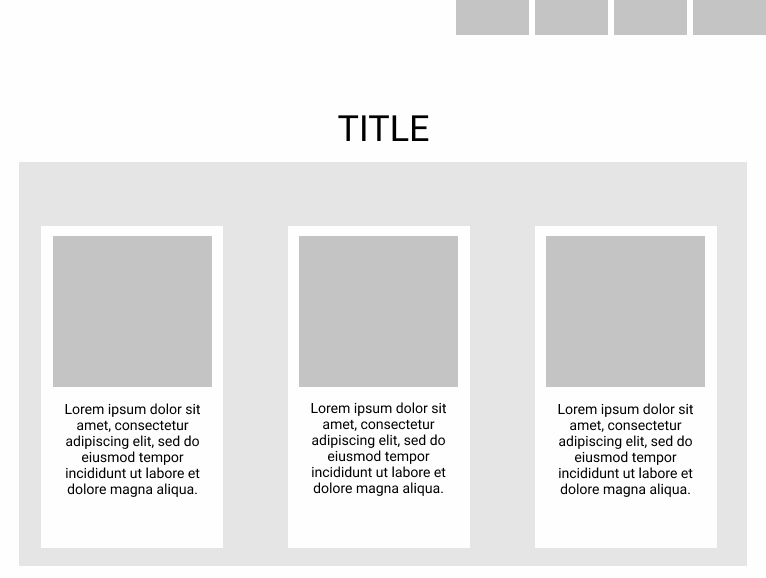 TITLE
Lorem ipsum dolor sit
amet, consectetur
adipiscing elit, sed do
eiusmod tempor
incididunt ut labore et
dolore magna aliqua.
Lorem ipsum dolor sit
amet, consectetur
adipiscing elit, sed do
eiusmod tempor
incididunt ut labore et
dolore magna aliqua.
Lorem ipsum dolor sit
amet, consectetur
adipiscing elit, sed do
eiusmod tempor
incididunt ut labore et
dolore magna aliqua.